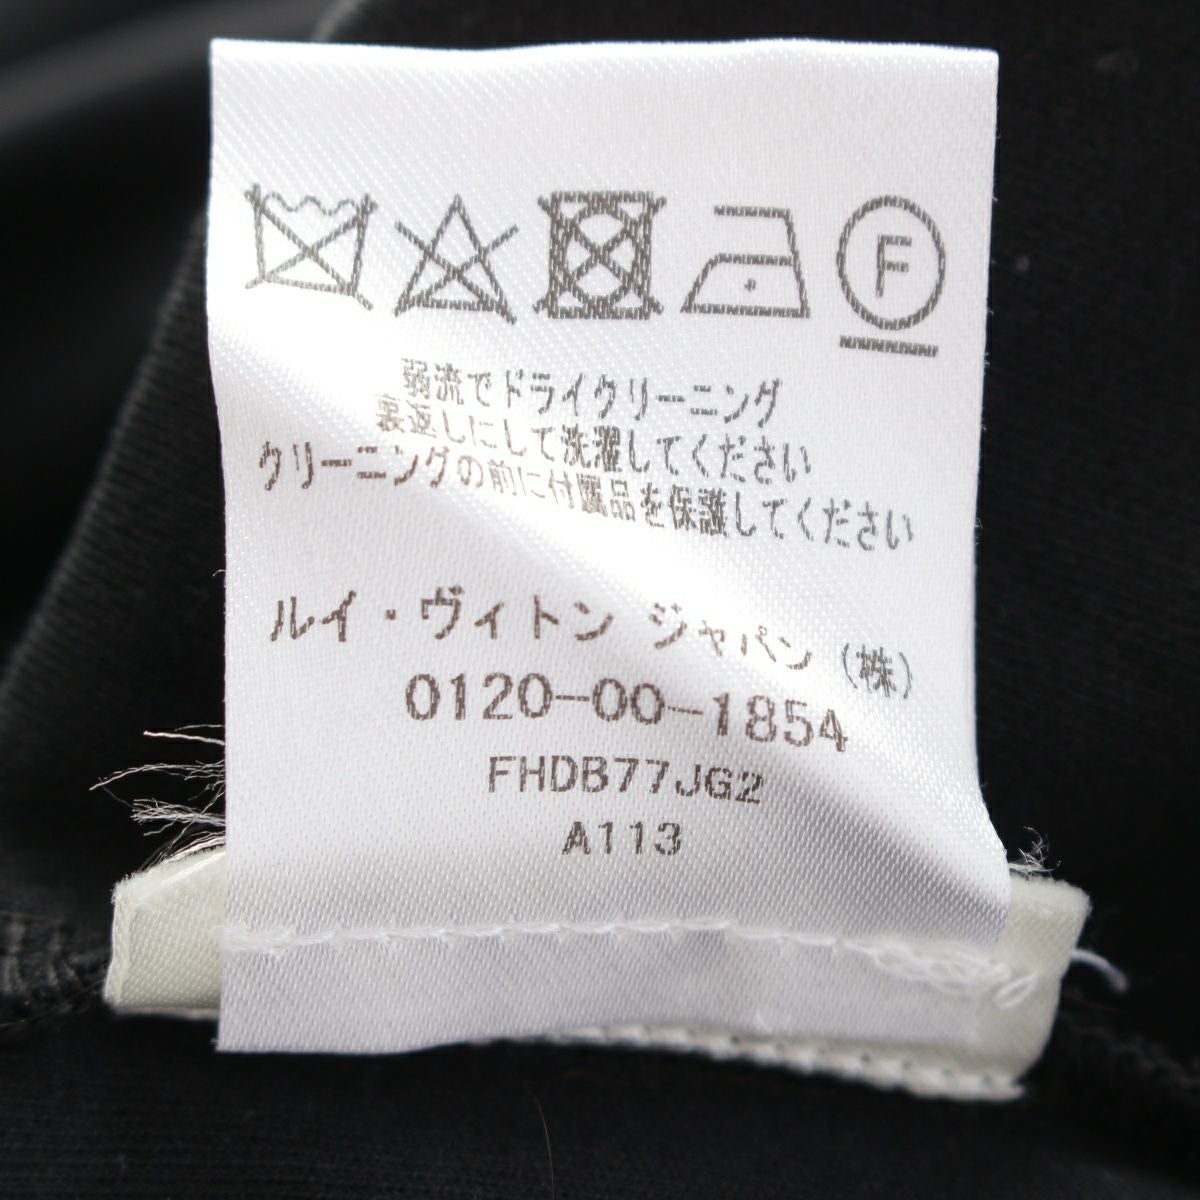 F
弱流でドライクリーニング
裏返しにして洗濯してください
クリーニングの前に付属品を保護してください
ルイ・ヴィトン ジャパン(株)
0120-00-1854
FHDB77JG2
A113